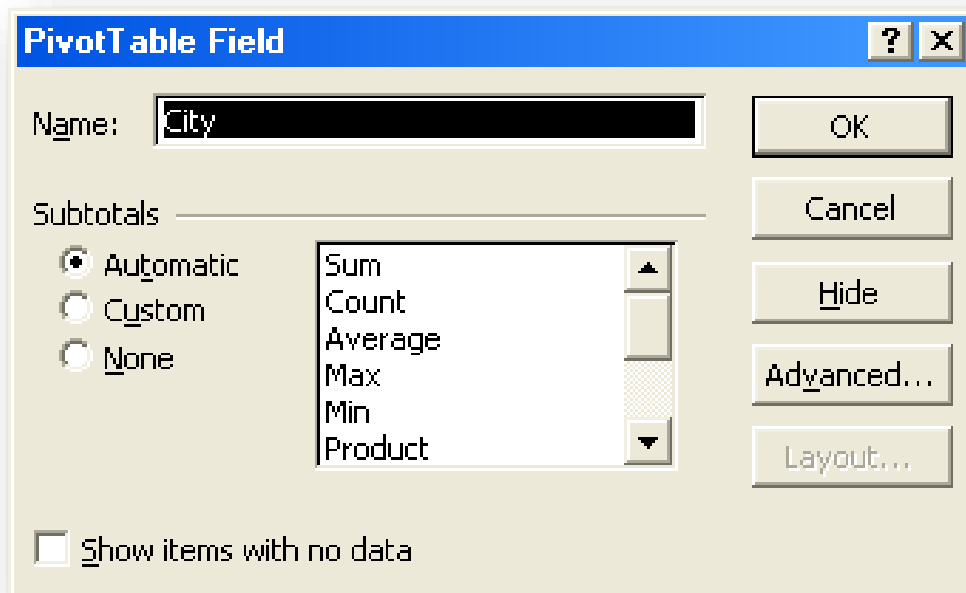 PivotTable Field
Name: City
OK
Cancel
Hide
Advanced...
Layout...
Subtotals
Automatic
Custom
None
Sum
Count
Average
Max
Min
Product
Show items with no data